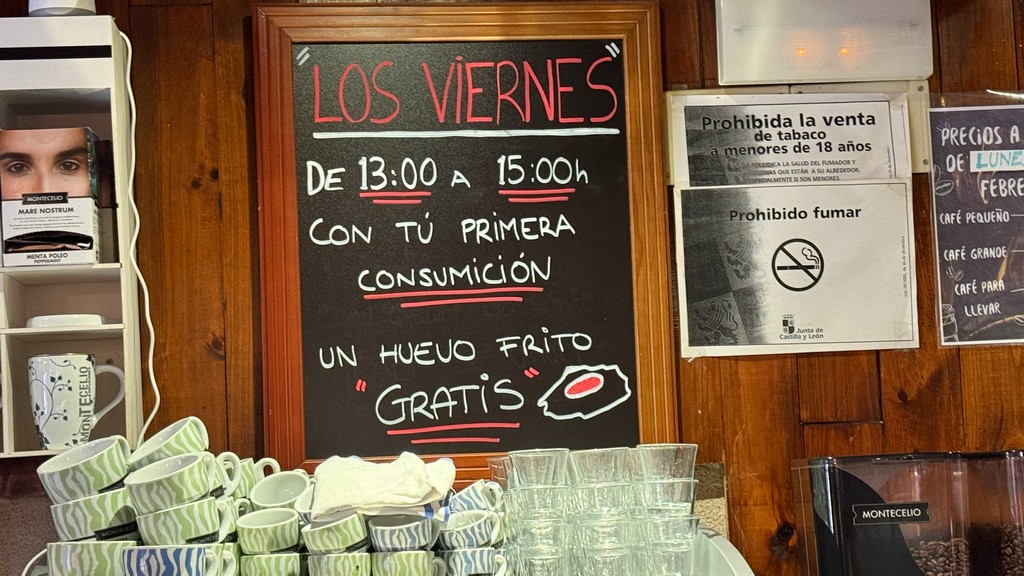 "LOS VIERNES"
DE 13:00 A 15:00h
CON TÚ PRIMERA
CONSUMICIÓN
UN HUEVO FRITO
"GRATIS"
Prohibida la venta
de tabaco
a menores de 18 años
Prohibido fumar
Junta de
Castilla y León
PRECIOS A
DE LUNE
FEBRE
CAFÉ PEQUEÑO
CAFÉ GRANDE
CAFÉ PARA
LLEVAR
MONTECELIO
MARE NOSTRUM
MENTA POLEO
PEPPERMINT
MONTECELIO
MONTECELIO